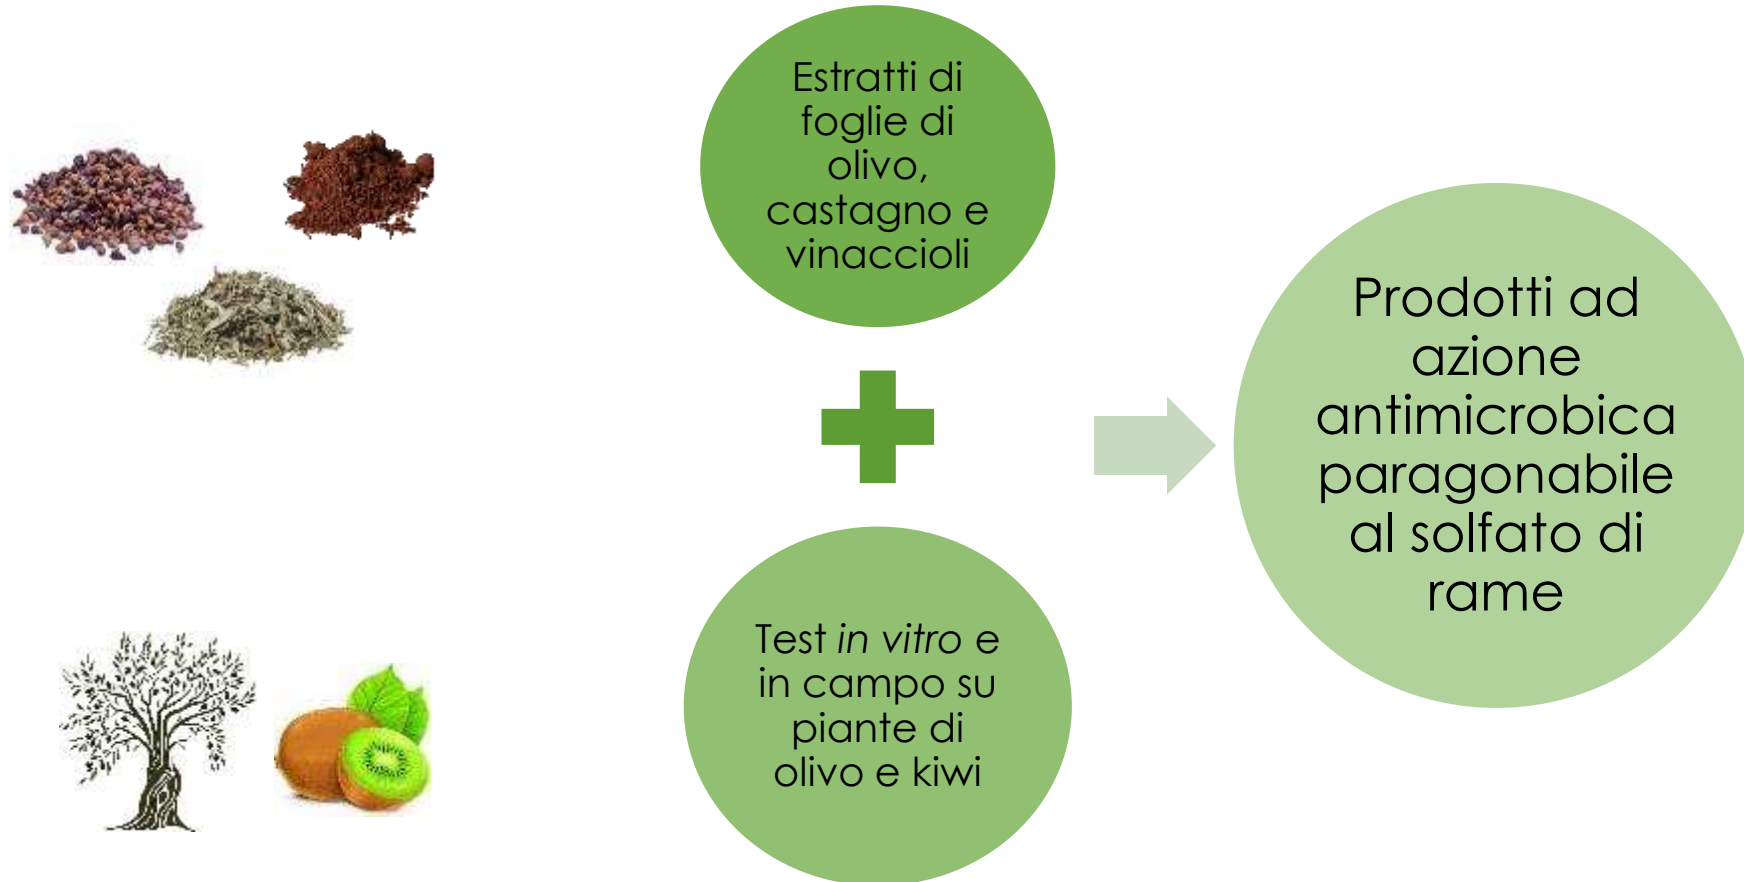 Estratti di
foglie di
olivo,
castagno e
vinaccioli
Test in vitro e
in campo su
piante di
olivo e kiwi
Prodotti ad
azione
antimicrobica
paragonabile
al solfato di
rame